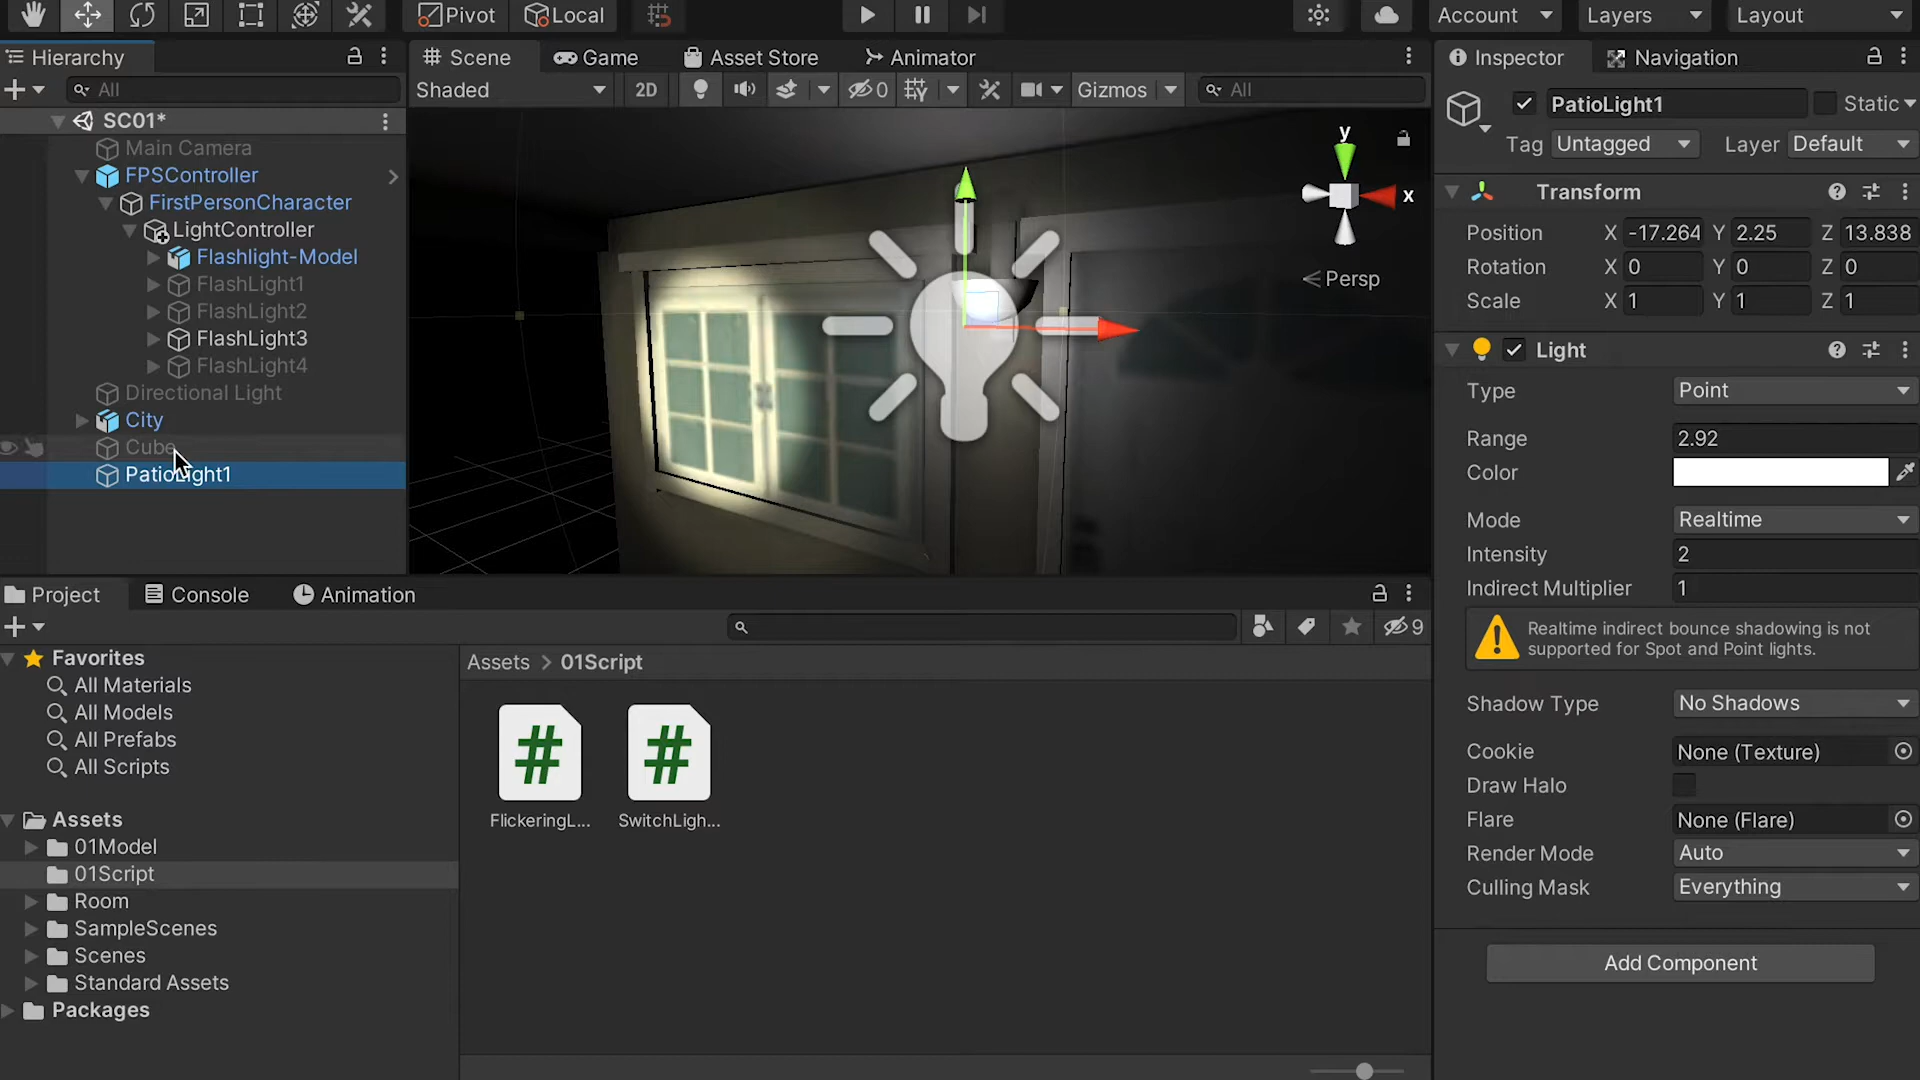 Pivot
Local
Account
Layers
Layout
Hierarchy
All
SC01*
Main Camera
FPSController
FirstPersonCharacter
LightController
Flashlight-Model
FlashLight1
FlashLight2
FlashLight3
FlashLight4
Directional Light
City
Cube
PatioLight1
Scene
Game
Asset Store
Animator
Shaded
2D
0
Gizmos
All
y
x
Persp
Inspector
Navigation
PatioLight1
Static
Tag Untagged
Layer Default
Transform
Position X -17.264 Y 2.25 Z 13.838
Rotation X 0 Y 0 Z 0
Scale X 1 Y 1 Z 1
Light
Type Point
Range 2.92
Color
Mode Realtime
Intensity 2
Indirect Multiplier 1
Realtime indirect bounce shadowing is not
supported for Spot and Point lights.
Shadow Type No Shadows
Cookie None (Texture)
Draw Halo
Flare None (Flare)
Render Mode Auto
Culling Mask Everything
Add Component
Project
Console
Animation
9
Favorites
All Materials
All Models
All Prefabs
All Scripts
Assets
01Model
01Script
Room
SampleScenes
Scenes
Standard Assets
Packages
Assets > 01Script
#
#
FlickeringL...
SwitchLigh...